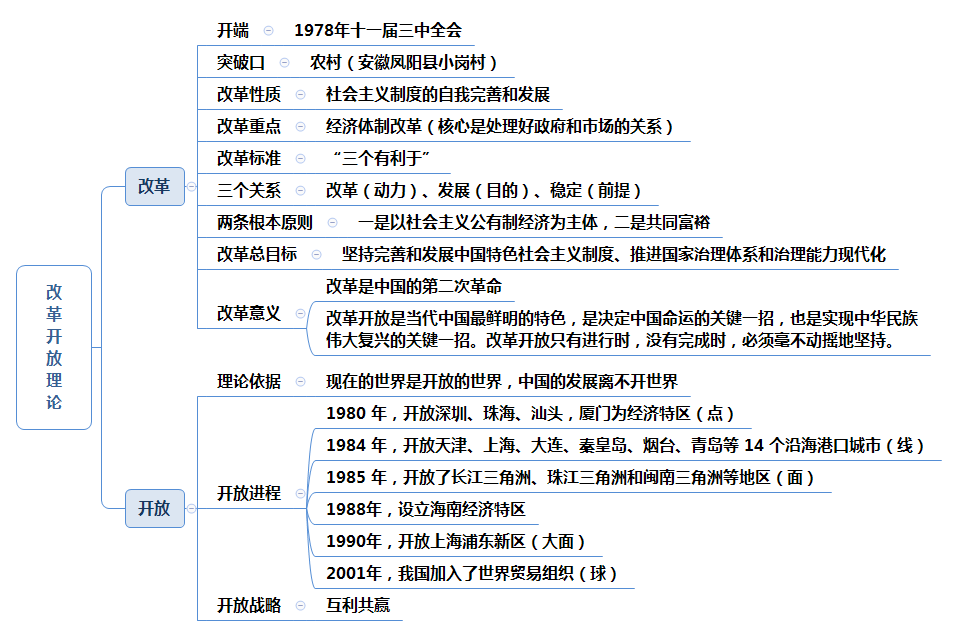 改革开放理论
改革
开端
1978年十一届三中全会
突破口
农村（安徽凤阳县小岗村）
改革性质
社会主义制度的自我完善和发展
改革重点
经济体制改革（核心是处理好政府和市场的关系）
改革标准
“三个有利于”
三个关系
改革（动力）、发展（目的）、稳定（前提）
两条根本原则
一是以社会主义公有制经济为主体，二是共同富裕
改革总目标
坚持完善和发展中国特色社会主义制度、推进国家治理体系和治理能力现代化
改革意义
改革是中国的第二次革命
改革开放是当代中国最鲜明的特色，是决定中国命运的关键一招，也是实现中华民族
伟大复兴的关键一招。改革开放只有进行时，没有完成时，必须毫不动摇地坚持。
开放
理论依据
现在的世界是开放的世界，中国的发展离不开世界
开放进程
1980 年，开放深圳、珠海、汕头，厦门为经济特区（点）
1984 年，开放天津、上海、大连、秦皇岛、烟台、青岛等 14 个沿海港口城市（线）
1985 年，开放了长江三角洲、珠江三角洲和闽南三角洲等地区（面）
1988年，设立海南经济特区
1990年，开放上海浦东新区（大面）
2001年，我国加入了世界贸易组织（球）
开放战略
互利共赢